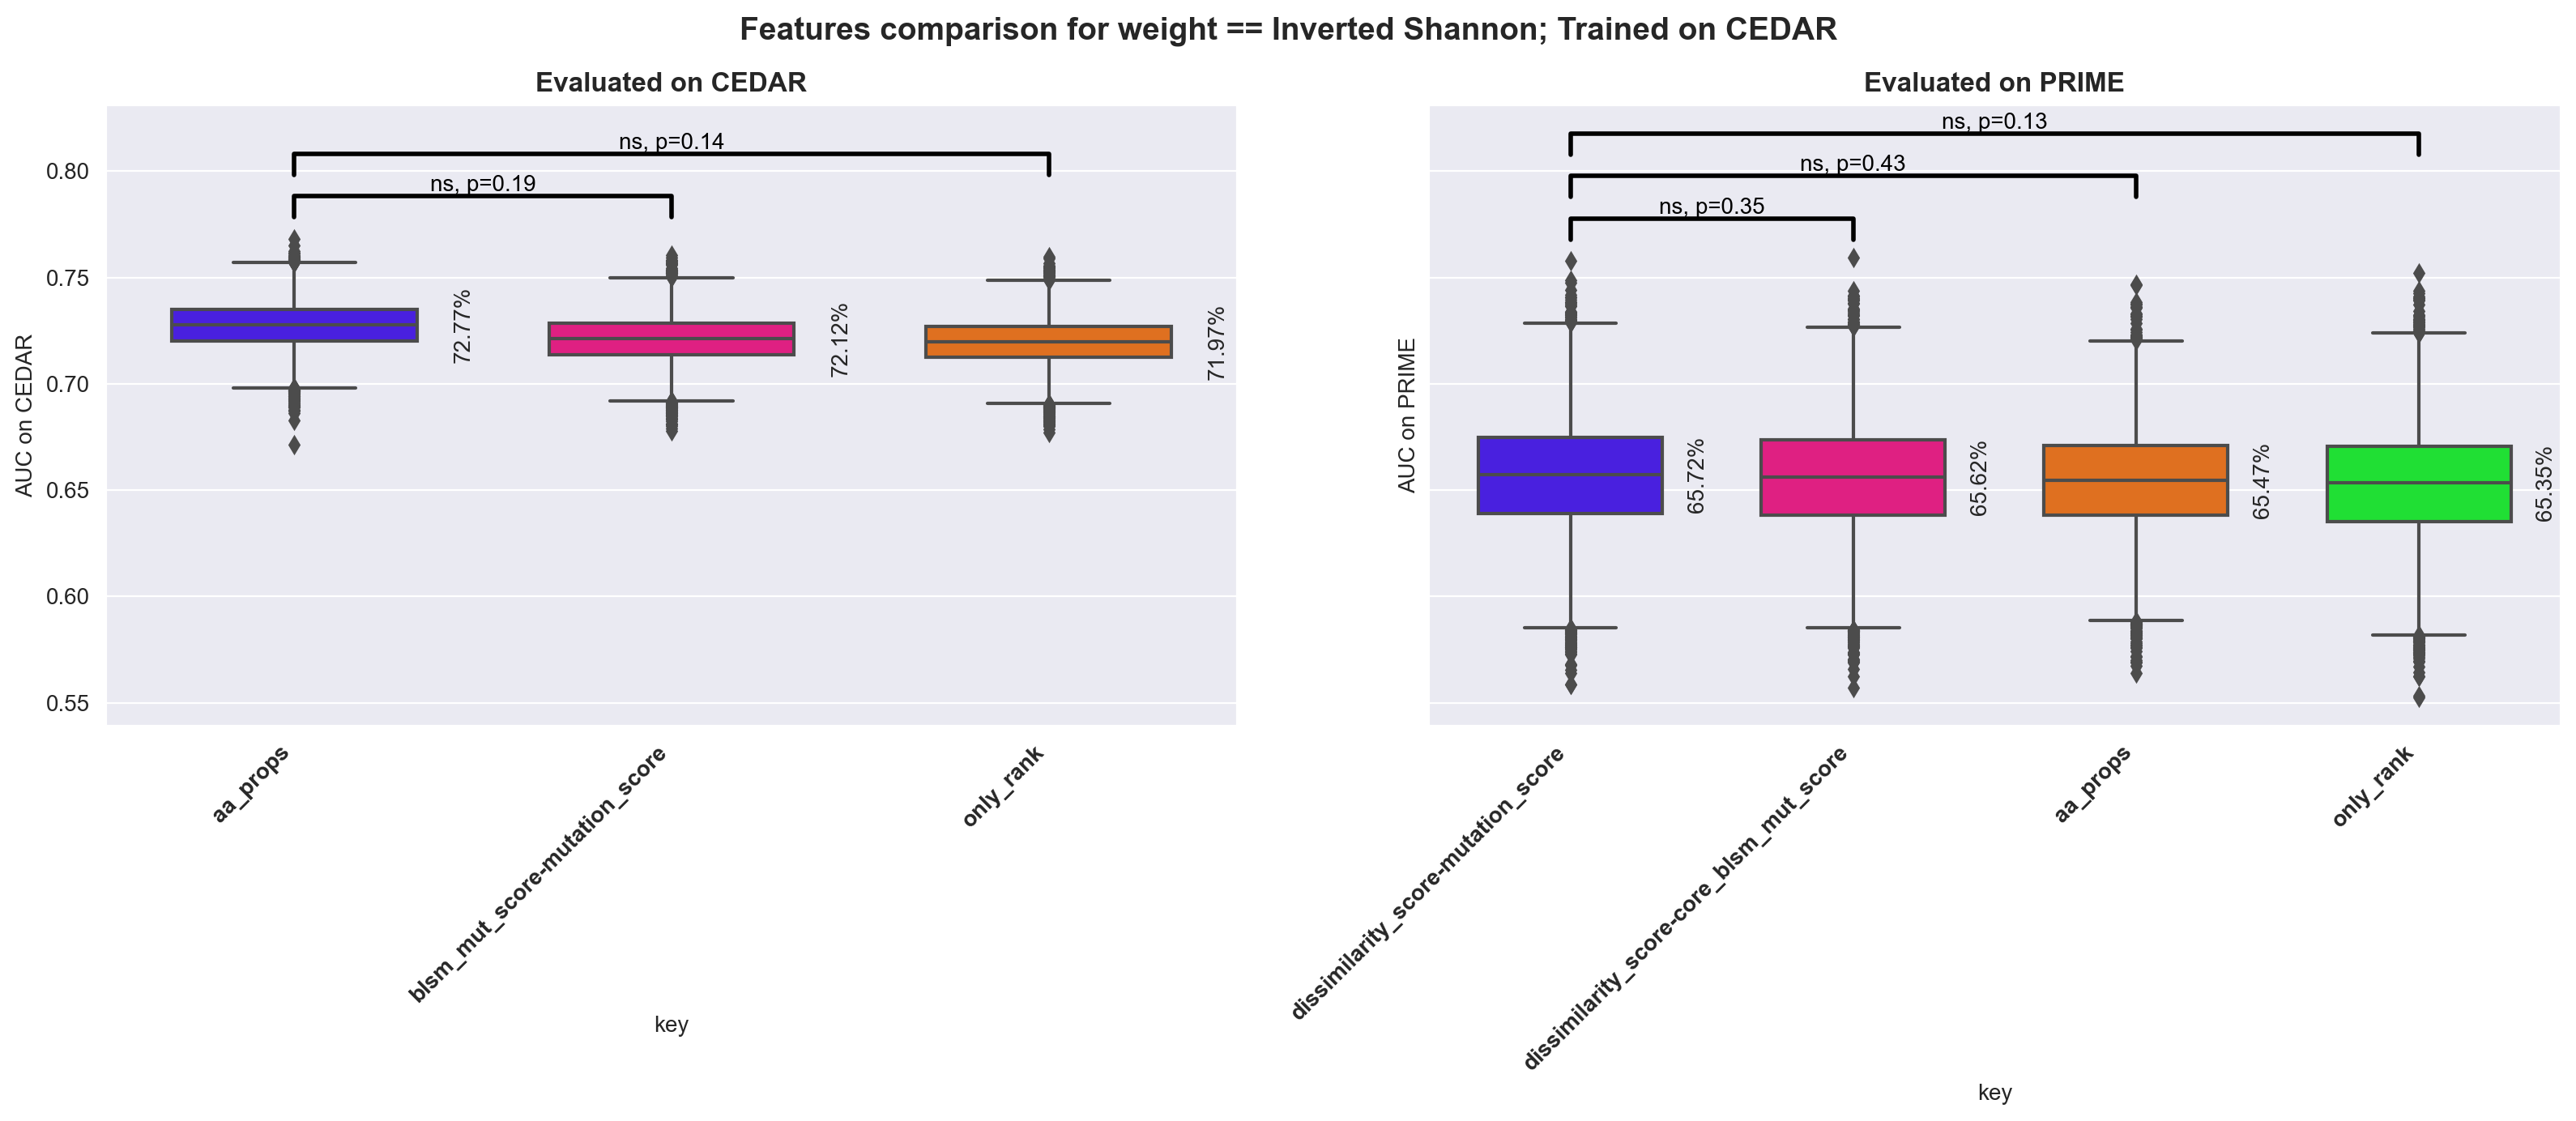 Features comparison for weight == Inverted Shannon; Trained on CEDAR
Evaluated on CEDAR
ns, p=0.14
ns, p=0.19
0.80
0.75
0.70
0.65
0.60
0.55
AUC on CEDAR
72.77%
72.12%
71.97%
aa_props
blsm_mut_score-mutation_score
only_rank
key
Evaluated on PRIME
ns, p=0.13
ns, p=0.43
ns, p=0.35
AUC on PRIME
65.72%
65.62%
65.47%
65.35%
dissimilarity_score-mutation_score
dissimilarity_score-core_blsm_mut_score
aa_props
only_rank
key